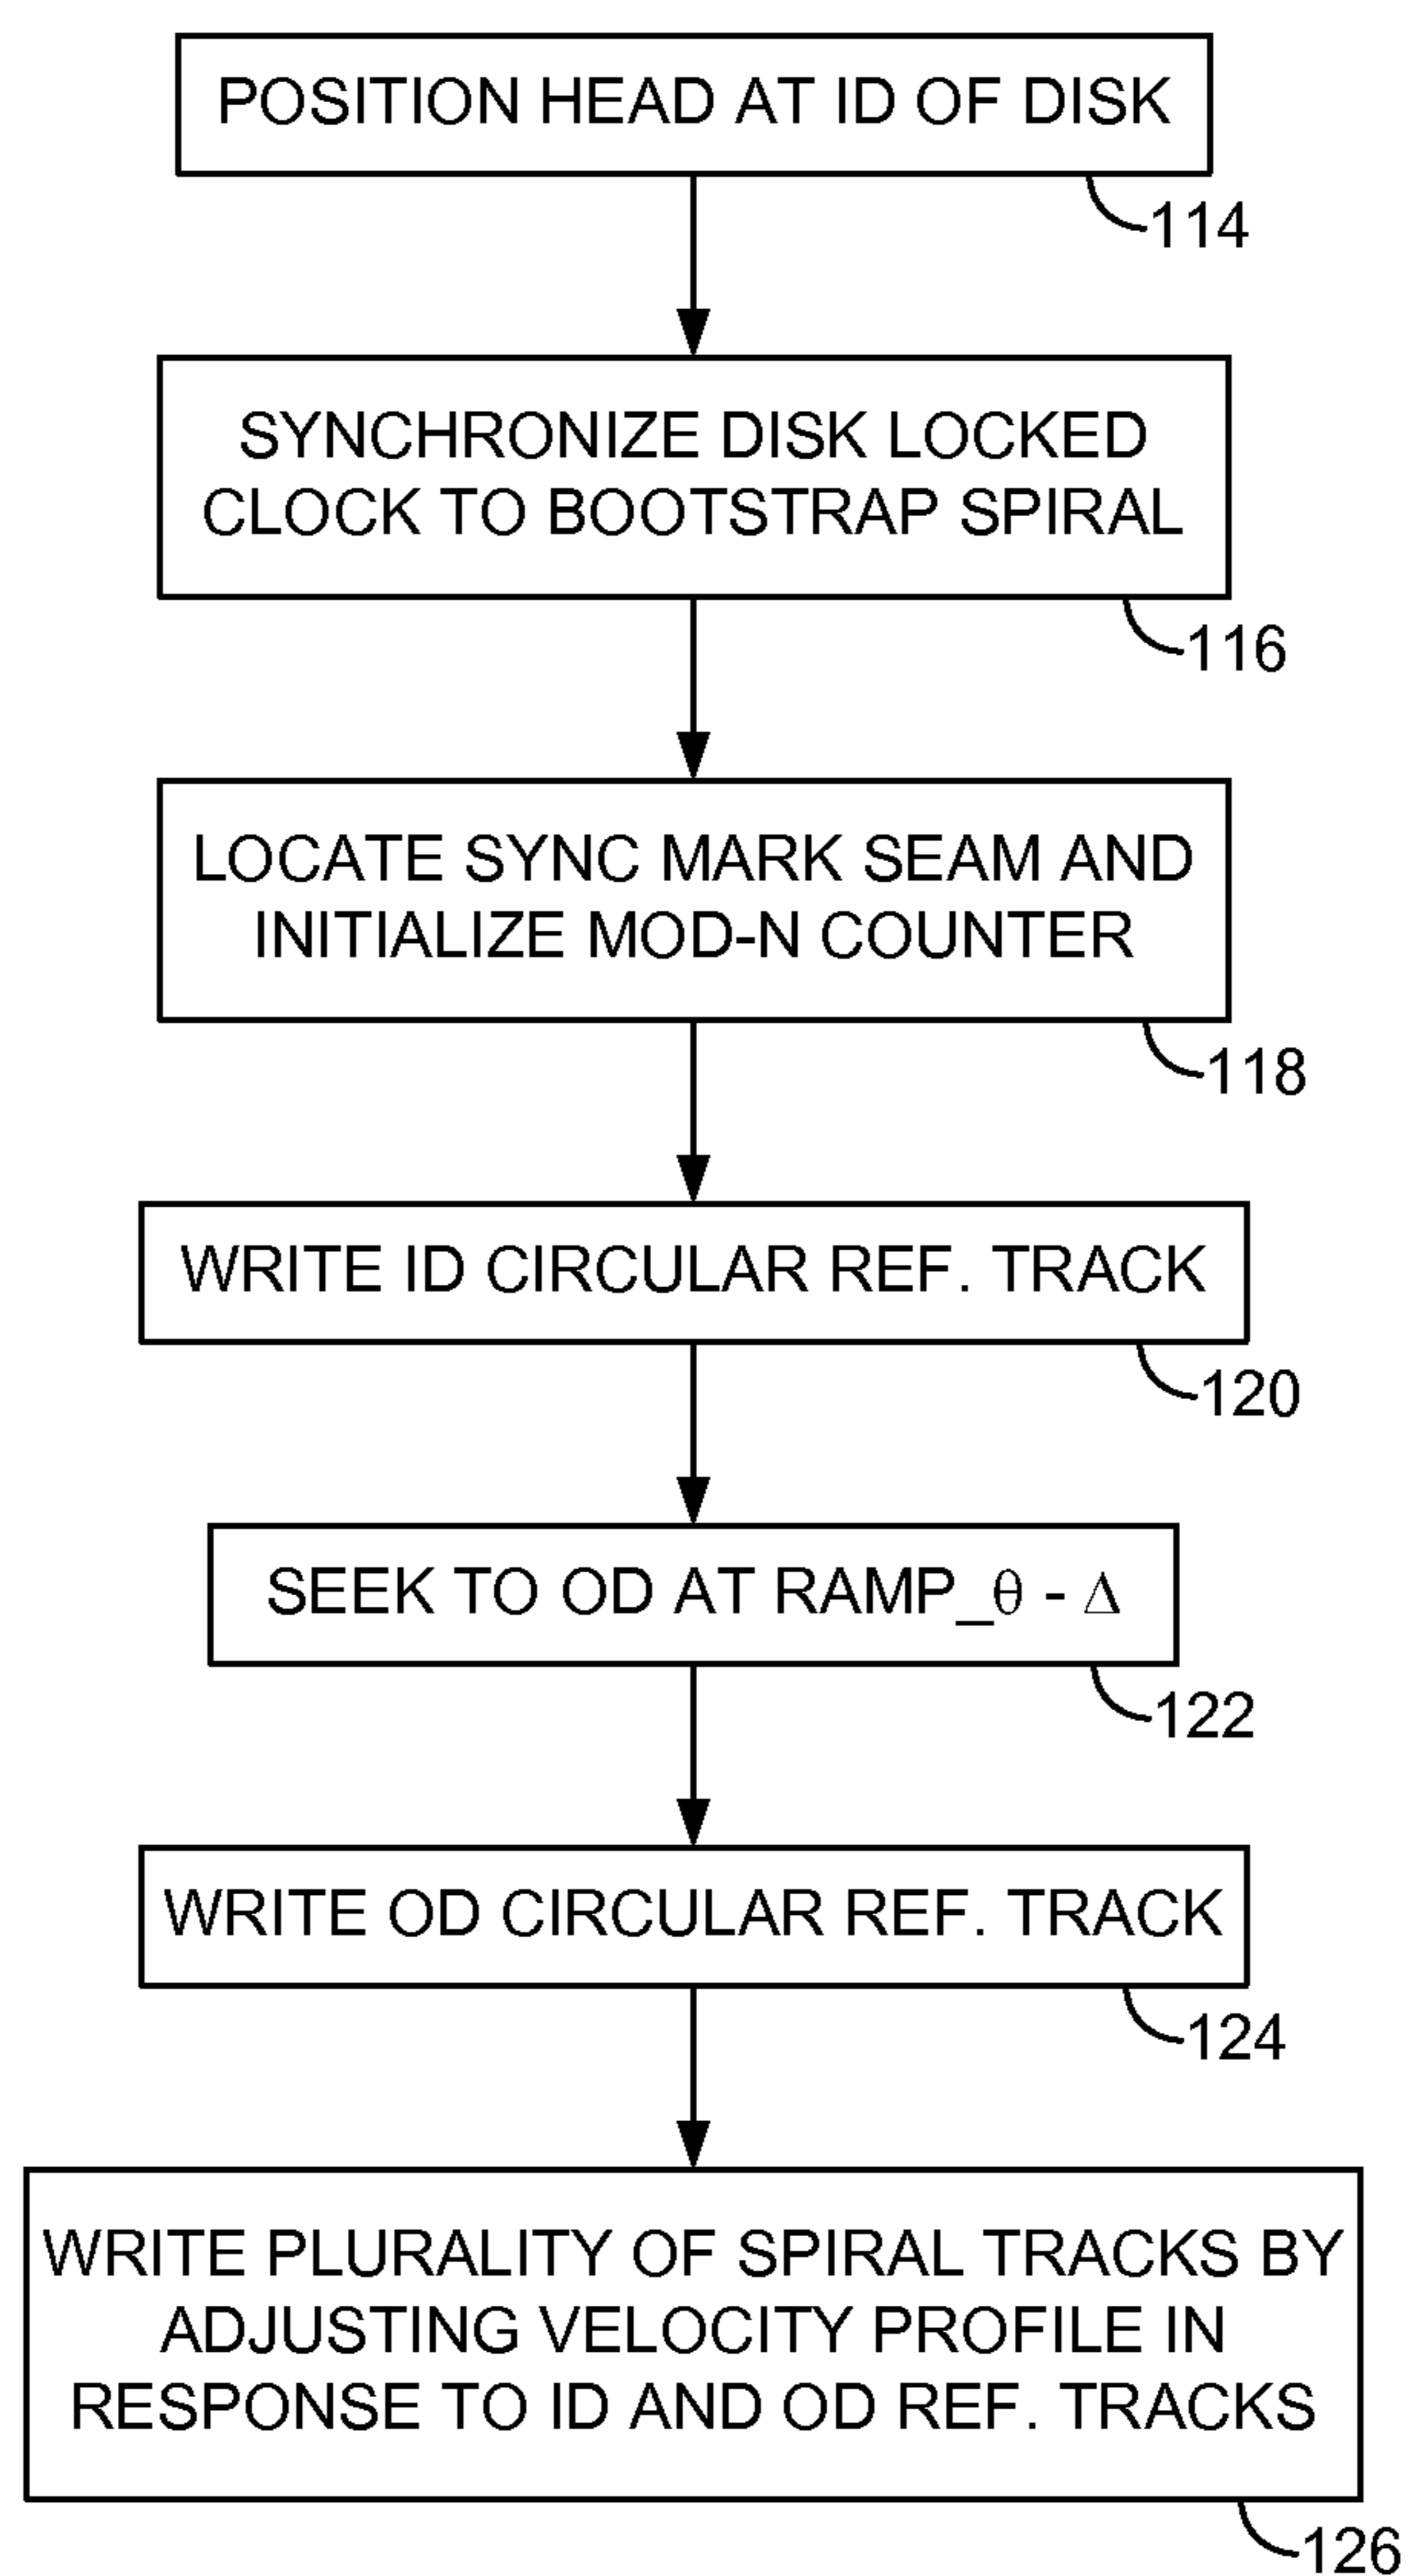 POSITION HEAD AT ID OF DISK
114
SYNCHRONIZE DISK LOCKED
CLOCK TO BOOTSTRAP SPIRAL
116
LOCATE SYNC MARK SEAM AND
INITIALIZE MOD-N COUNTER
118
WRITE ID CIRCULAR REF. TRACK
120
SEEK TO OD AT RAMP_θ - Δ
122
WRITE OD CIRCULAR REF. TRACK
124
WRITE PLURALITY OF SPIRAL TRACKS BY
ADJUSTING VELOCITY PROFILE IN
RESPONSE TO ID AND OD REF. TRACKS
126